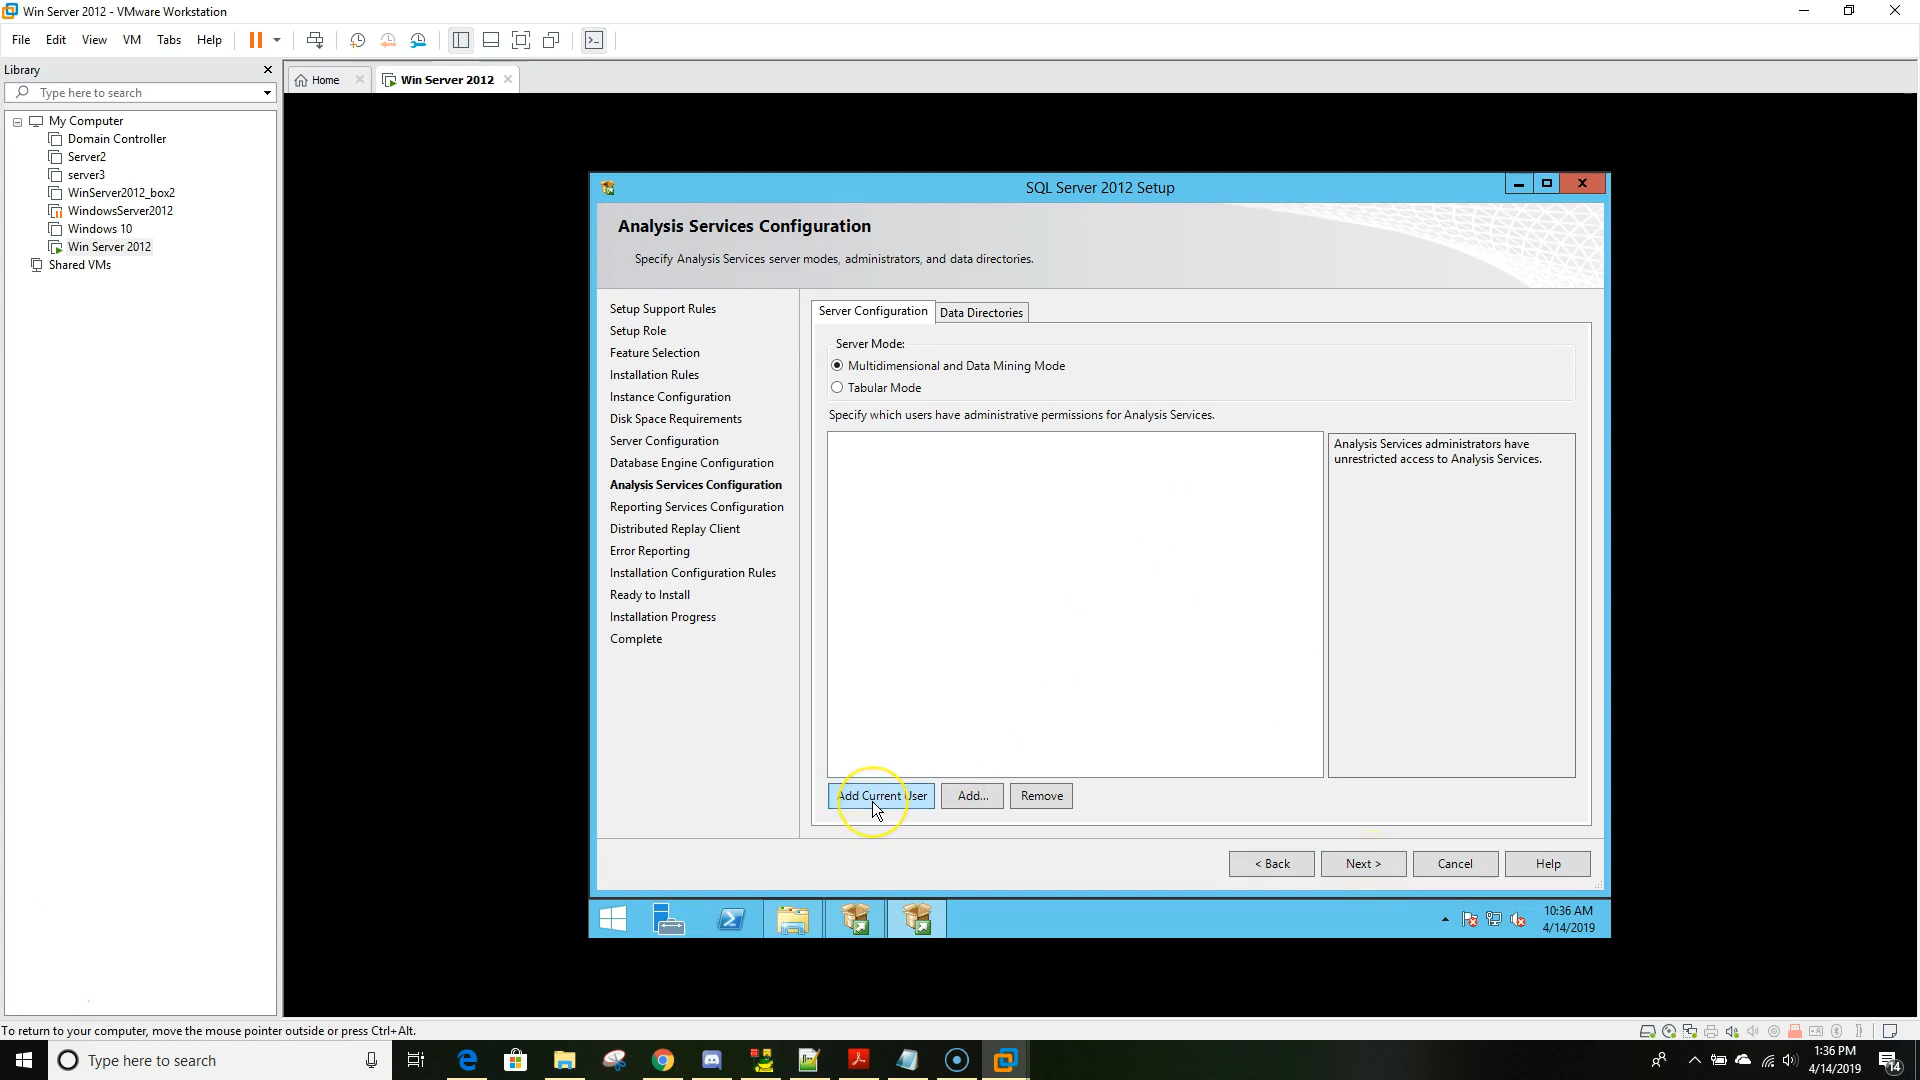 Win Server 2012 - VMware Workstation
File Edit View VM Tabs Help
Library
Home
Win Server 2012
Type here to search
My Computer
Domain Controller
Server2
server3
WinServer2012_box2
WindowsServer2012
Windows 10
Win Server 2012
Shared VMs
SQL Server 2012 Setup
Analysis Services Configuration
Specify Analysis Services server modes, administrators, and data directories.
Setup Support Rules
Setup Role
Feature Selection
Installation Rules
Instance Configuration
Disk Space Requirements
Server Configuration
Database Engine Configuration
Analysis Services Configuration
Reporting Services Configuration
Distributed Replay Client
Error Reporting
Installation Configuration Rules
Ready to Install
Installation Progress
Complete
Server Configuration
Data Directories
Server Mode:
Multidimensional and Data Mining Mode
Tabular Mode
Specify which users have administrative permissions for Analysis Services.
Analysis Services administrators have
unrestricted access to Analysis Services.
Add Current User
Add...
Remove
< Back
Next >
Cancel
Help
10:36 AM
4/14/2019
To return to your computer, move the mouse pointer outside or press Ctrl+Alt.
Type here to search
1:36 PM
4/14/2019
14